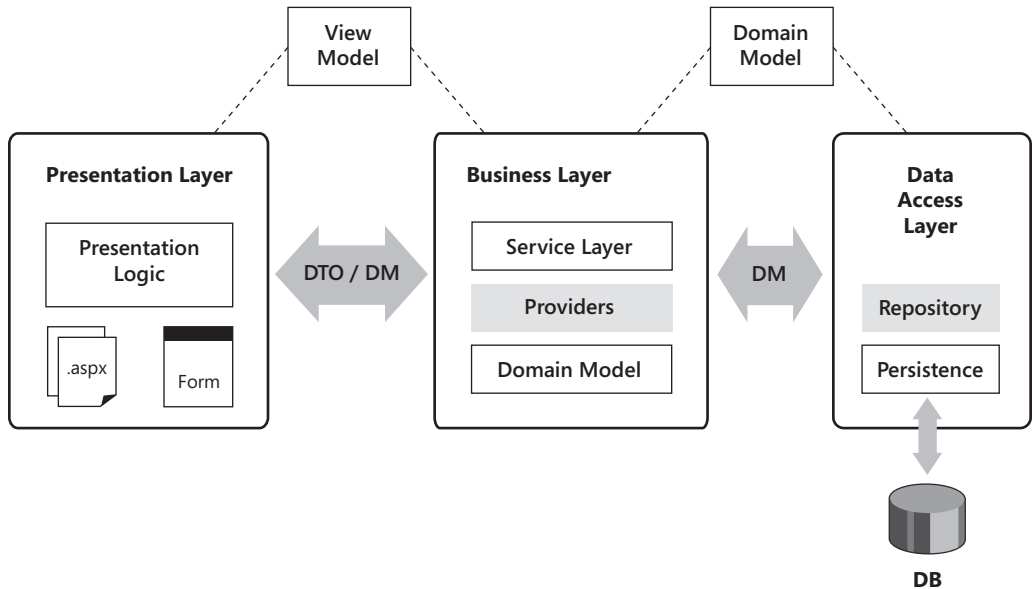 View
Model
Domain
Model
Presentation Layer
Presentation
Logic
.aspx
Form
DTO / DM
Business Layer
Service Layer
Providers
Domain Model
DM
Data
Access
Layer
Repository
Persistence
DB